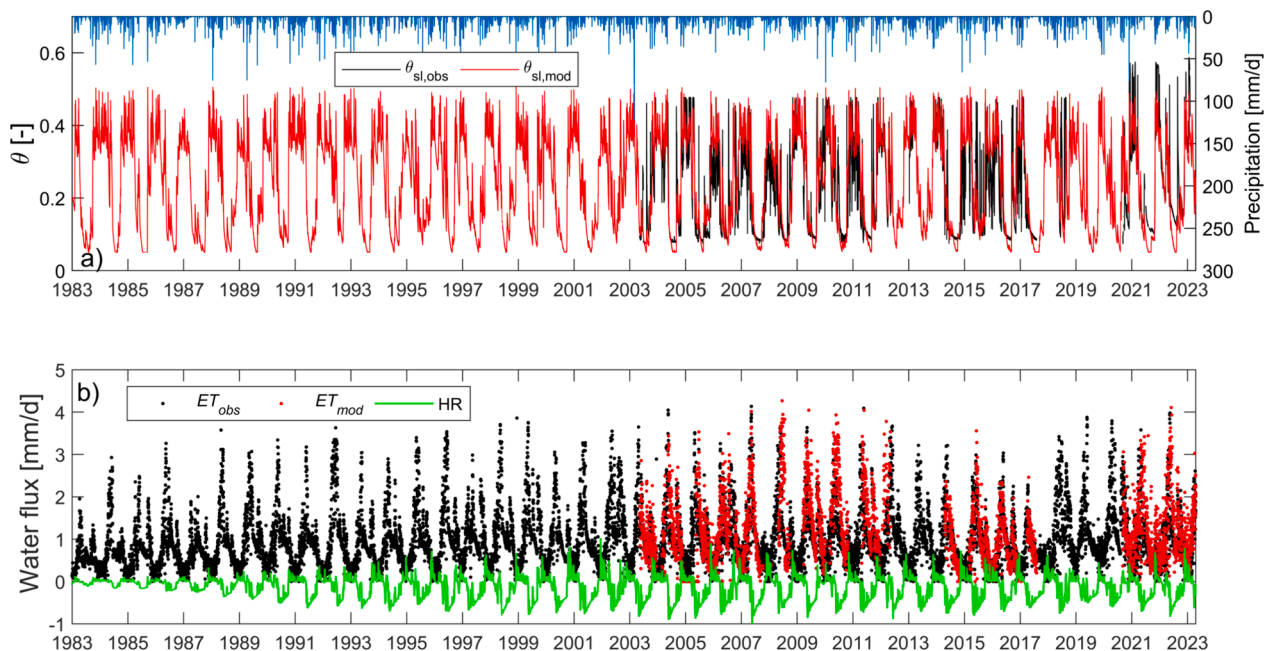 0
0.6
50
θsl,obs θsl,mod
100
0.4
150
θ [-]
Precipitation [mm/d]
200
0.2
250
a)
0
300
1983 1985 1987 1989 1991 1993 1995 1997 1999 2001 2003 2005 2007 2009 2011 2013 2015 2017 2019 2021 2023
5
b)
ETobs ETmod HR
4
3
Water flux [mm/d]
2
1
0
-1
1983 1985 1987 1989 1991 1993 1995 1997 1999 2001 2003 2005 2007 2009 2011 2013 2015 2017 2019 2021 2023